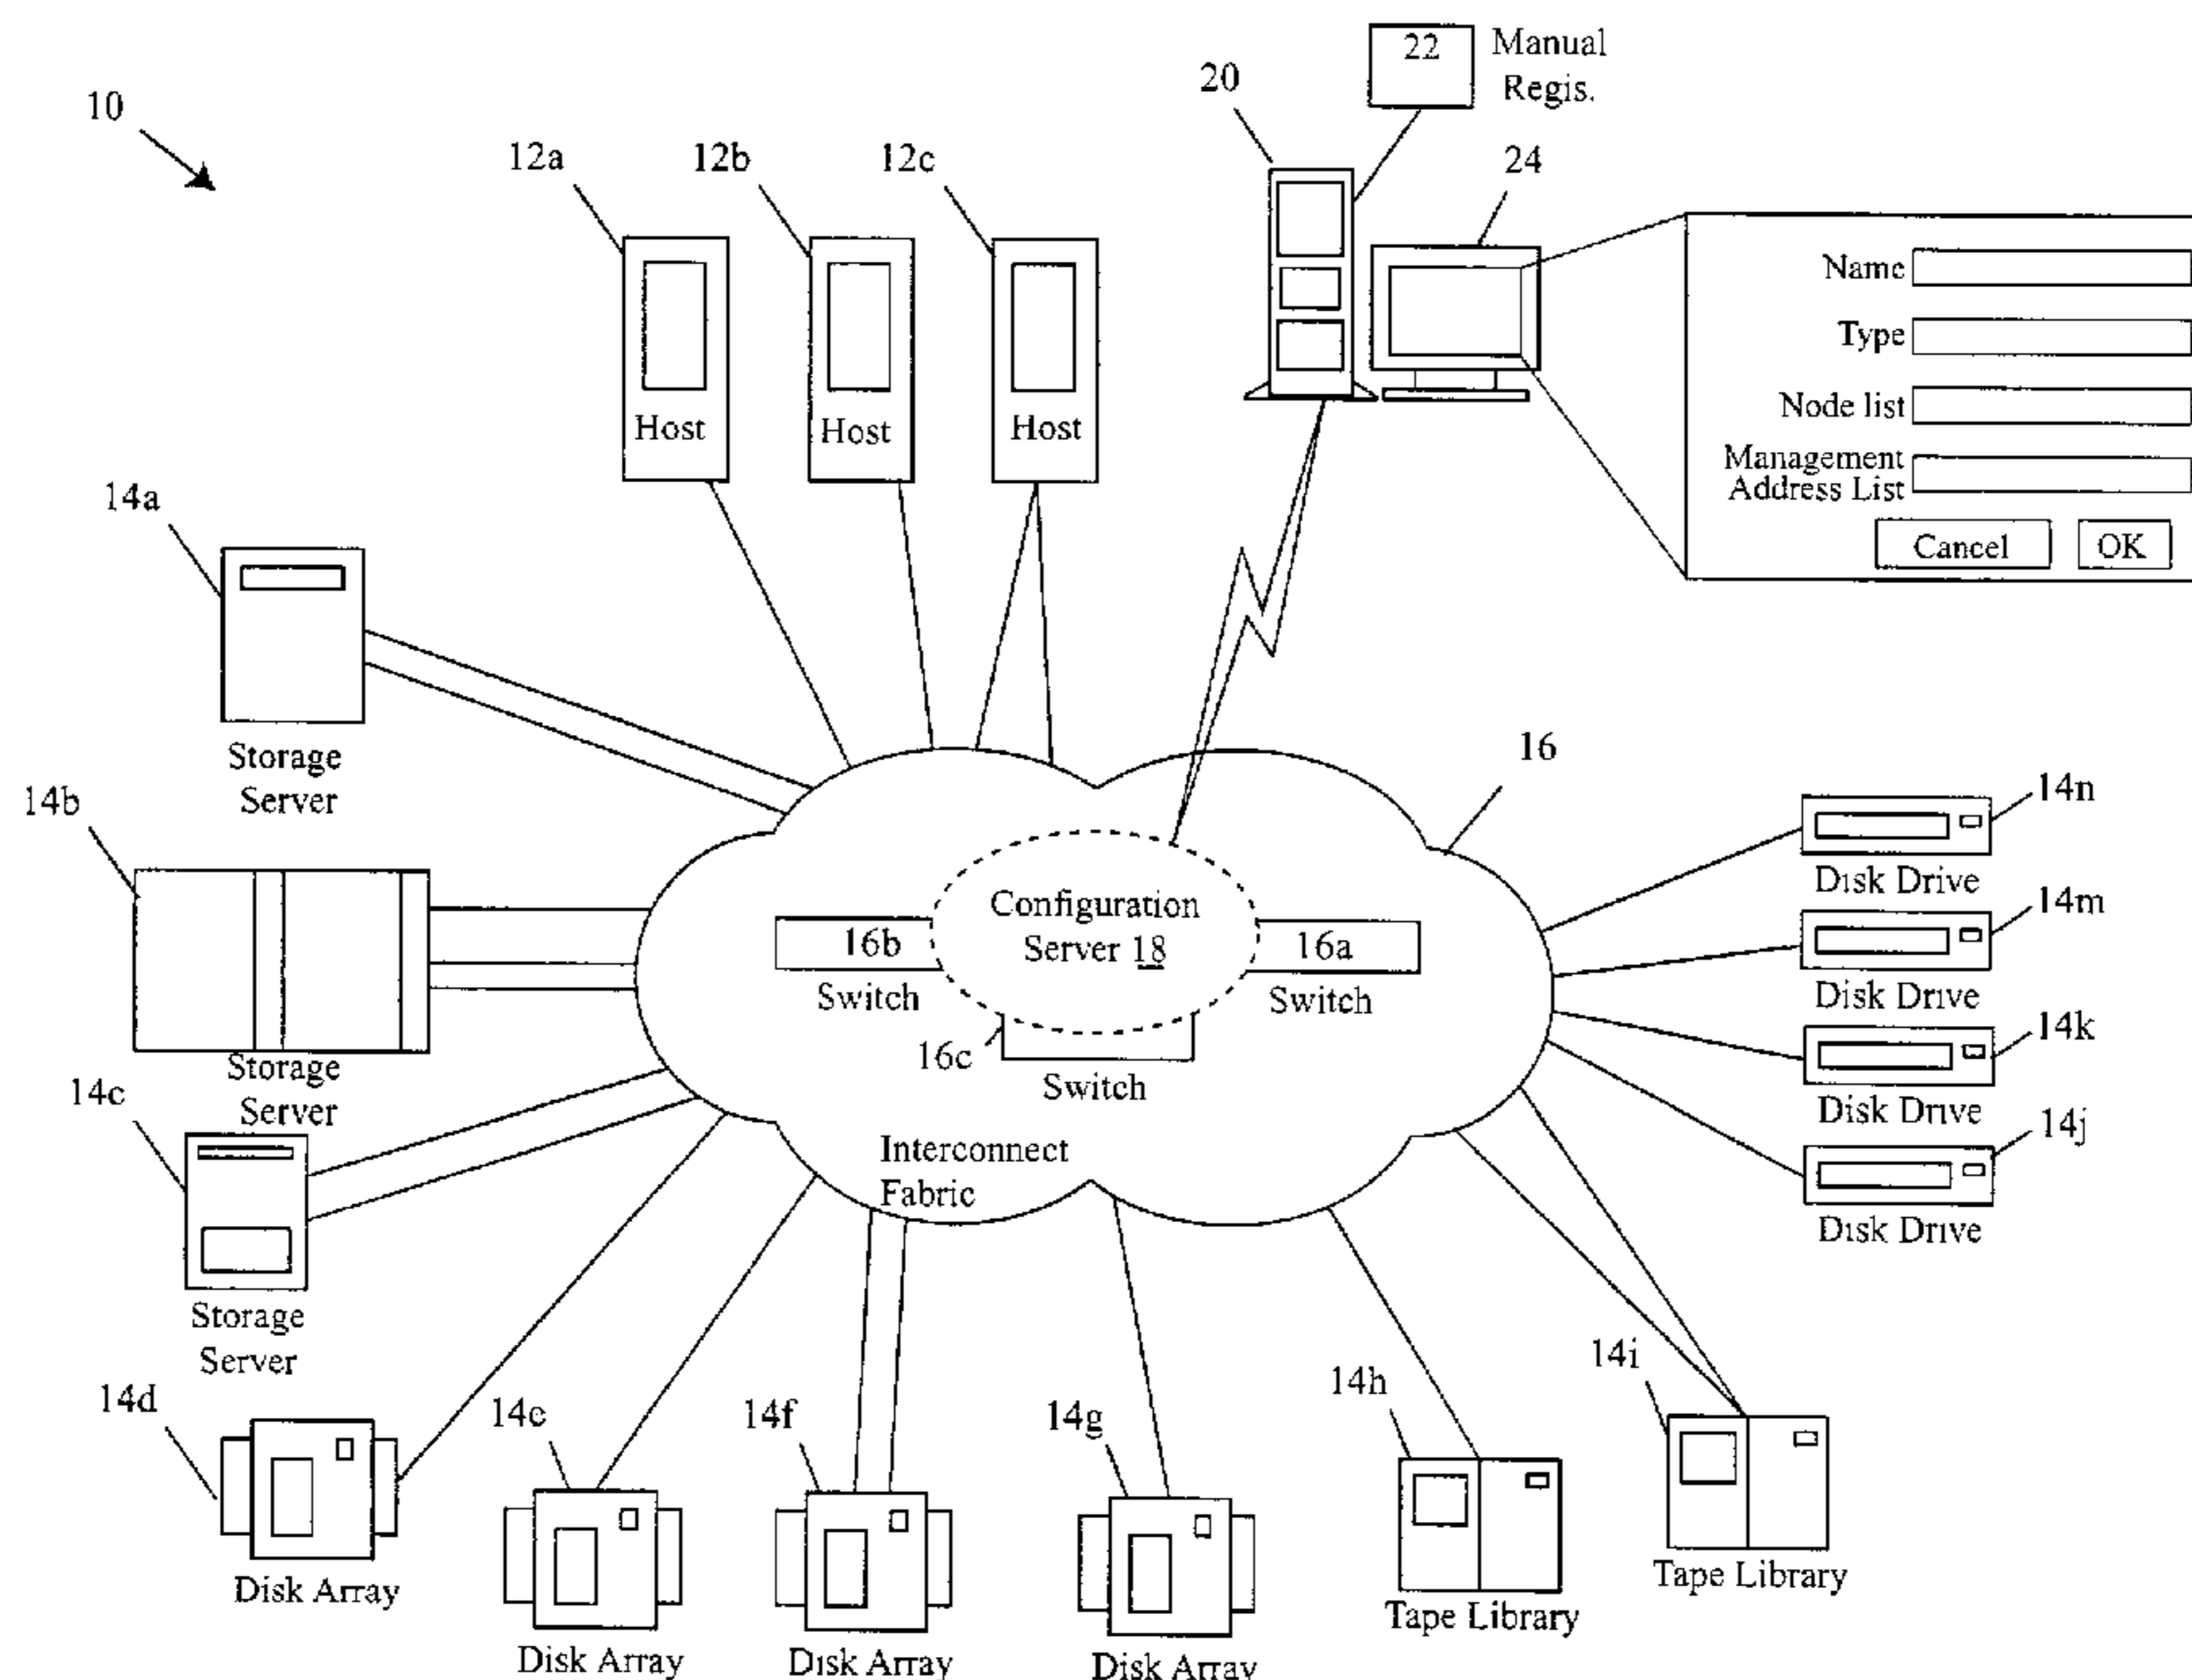 22
Manual
Regis.
20
10
12a
12b
12c
24
Name
Type
Node list
Management
Address List
Cancel
OK
Host
Host
Host
14a
Storage
Server
16
14b
14n
Disk Drive
14m
Disk Drive
14k
Disk Drive
14j
Disk Drive
Configuration
Server 18
16b
Switch
16a
Switch
16c
Switch
Interconnect
Fabric
Storage
Server
14c
Storage
Server
14d
Disk Array
14e
Disk Array
14f
Disk Array
14g
Disk Array
14h
Tape Library
14i
Tape Library